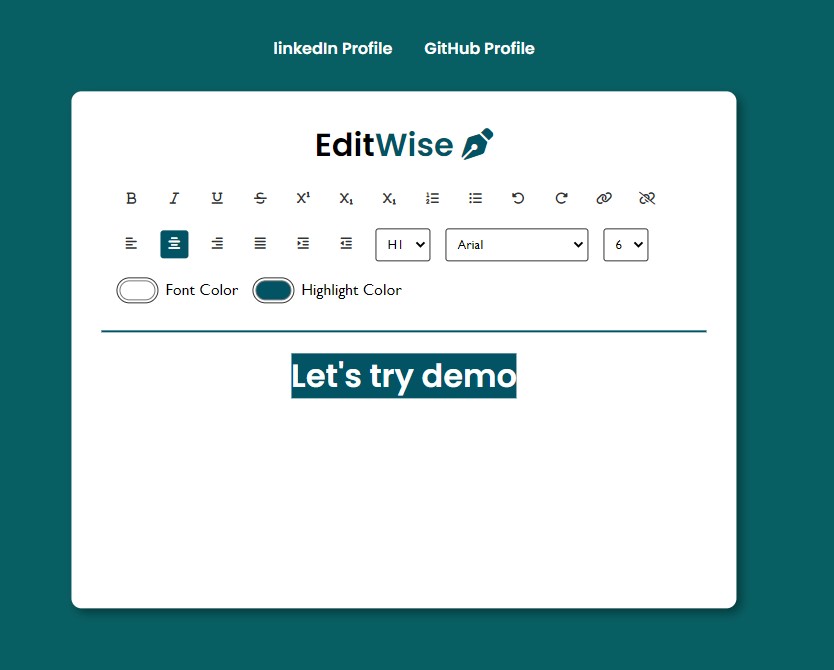 linkedIn Profile GitHub Profile
EditWise
B I U S X¹ X₁ X₁
H1 Arial 6
Font Color Highlight Color
Let's try demo